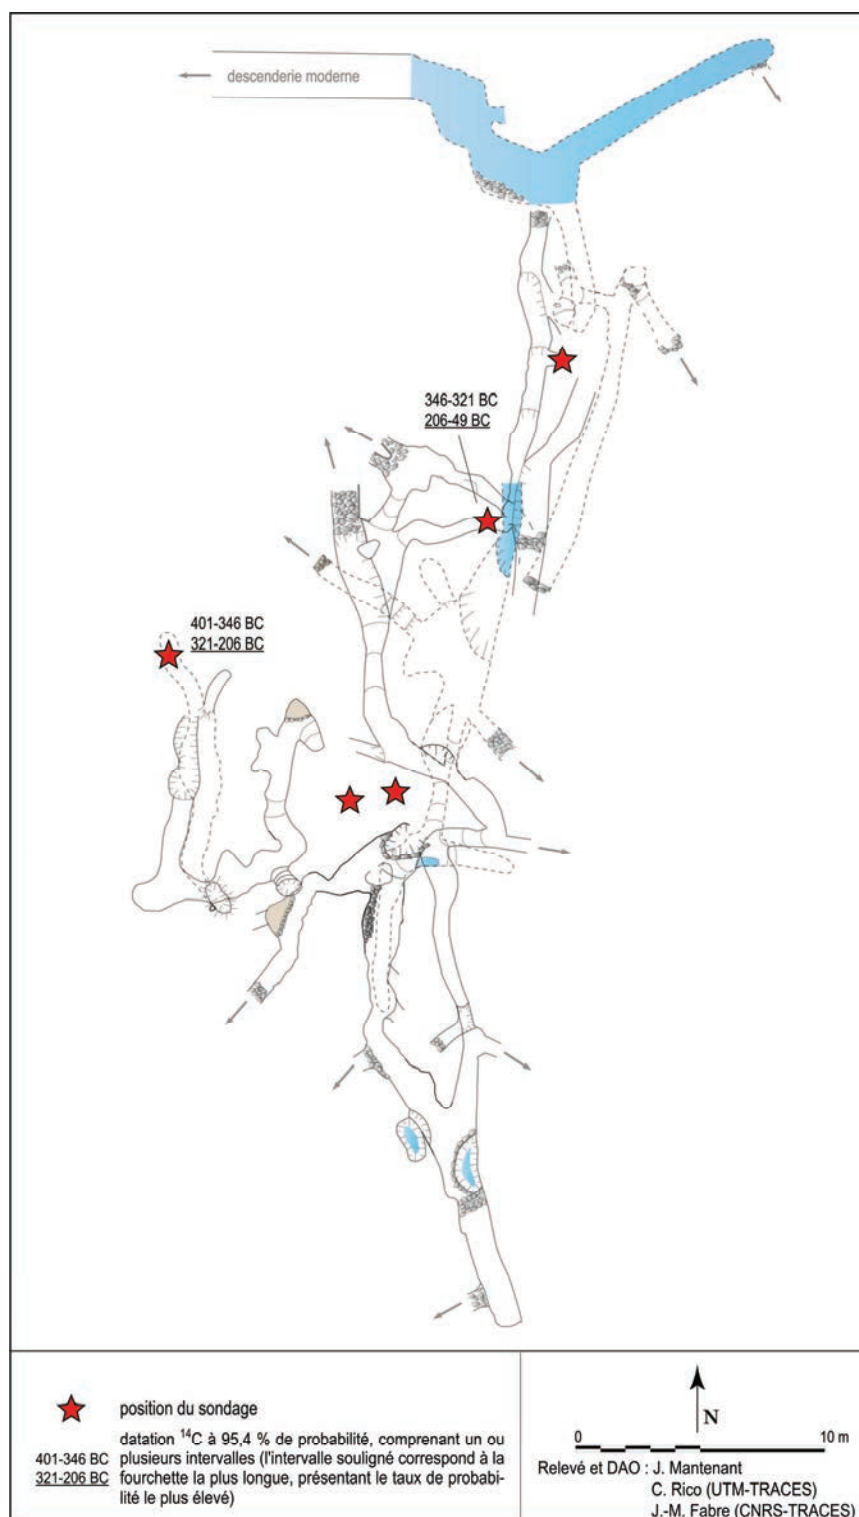 descenderie moderne
346-321 BC
206-49 BC
401-346 BC
321-206 BC
position du sondage
datation ¹⁴C à 95,4 % de probabilité, comprenant un ou
401-346 BC plusieurs intervalles (l'intervalle souligné correspond à la
321-206 BC fourchette la plus longue, présentant le taux de probabi-
lité le plus élevé)
N
0 10 m
Relevé et DAO : J. Mantenant
C. Rico (UTM-TRACES)
J.-M. Fabre (CNRS-TRACES)